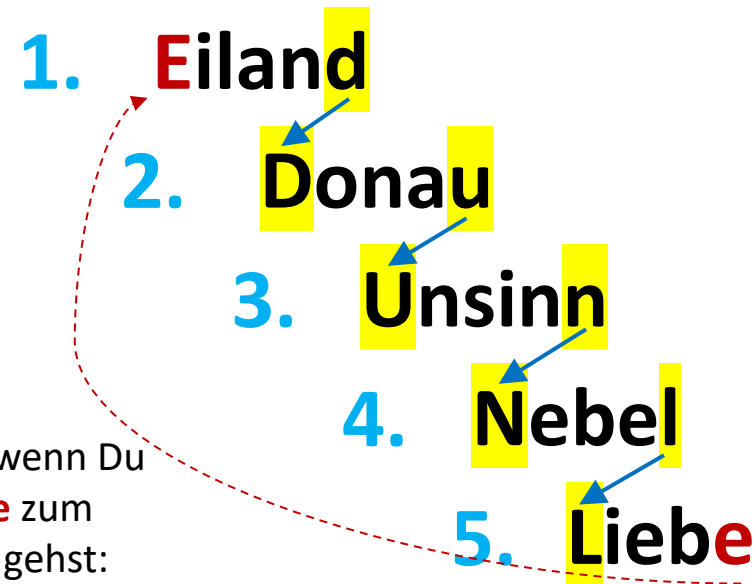 1. Eiland
2. Donau
3. Unsinn
4. Nebel
wenn Du
e zum
5. Liebe
gehst: